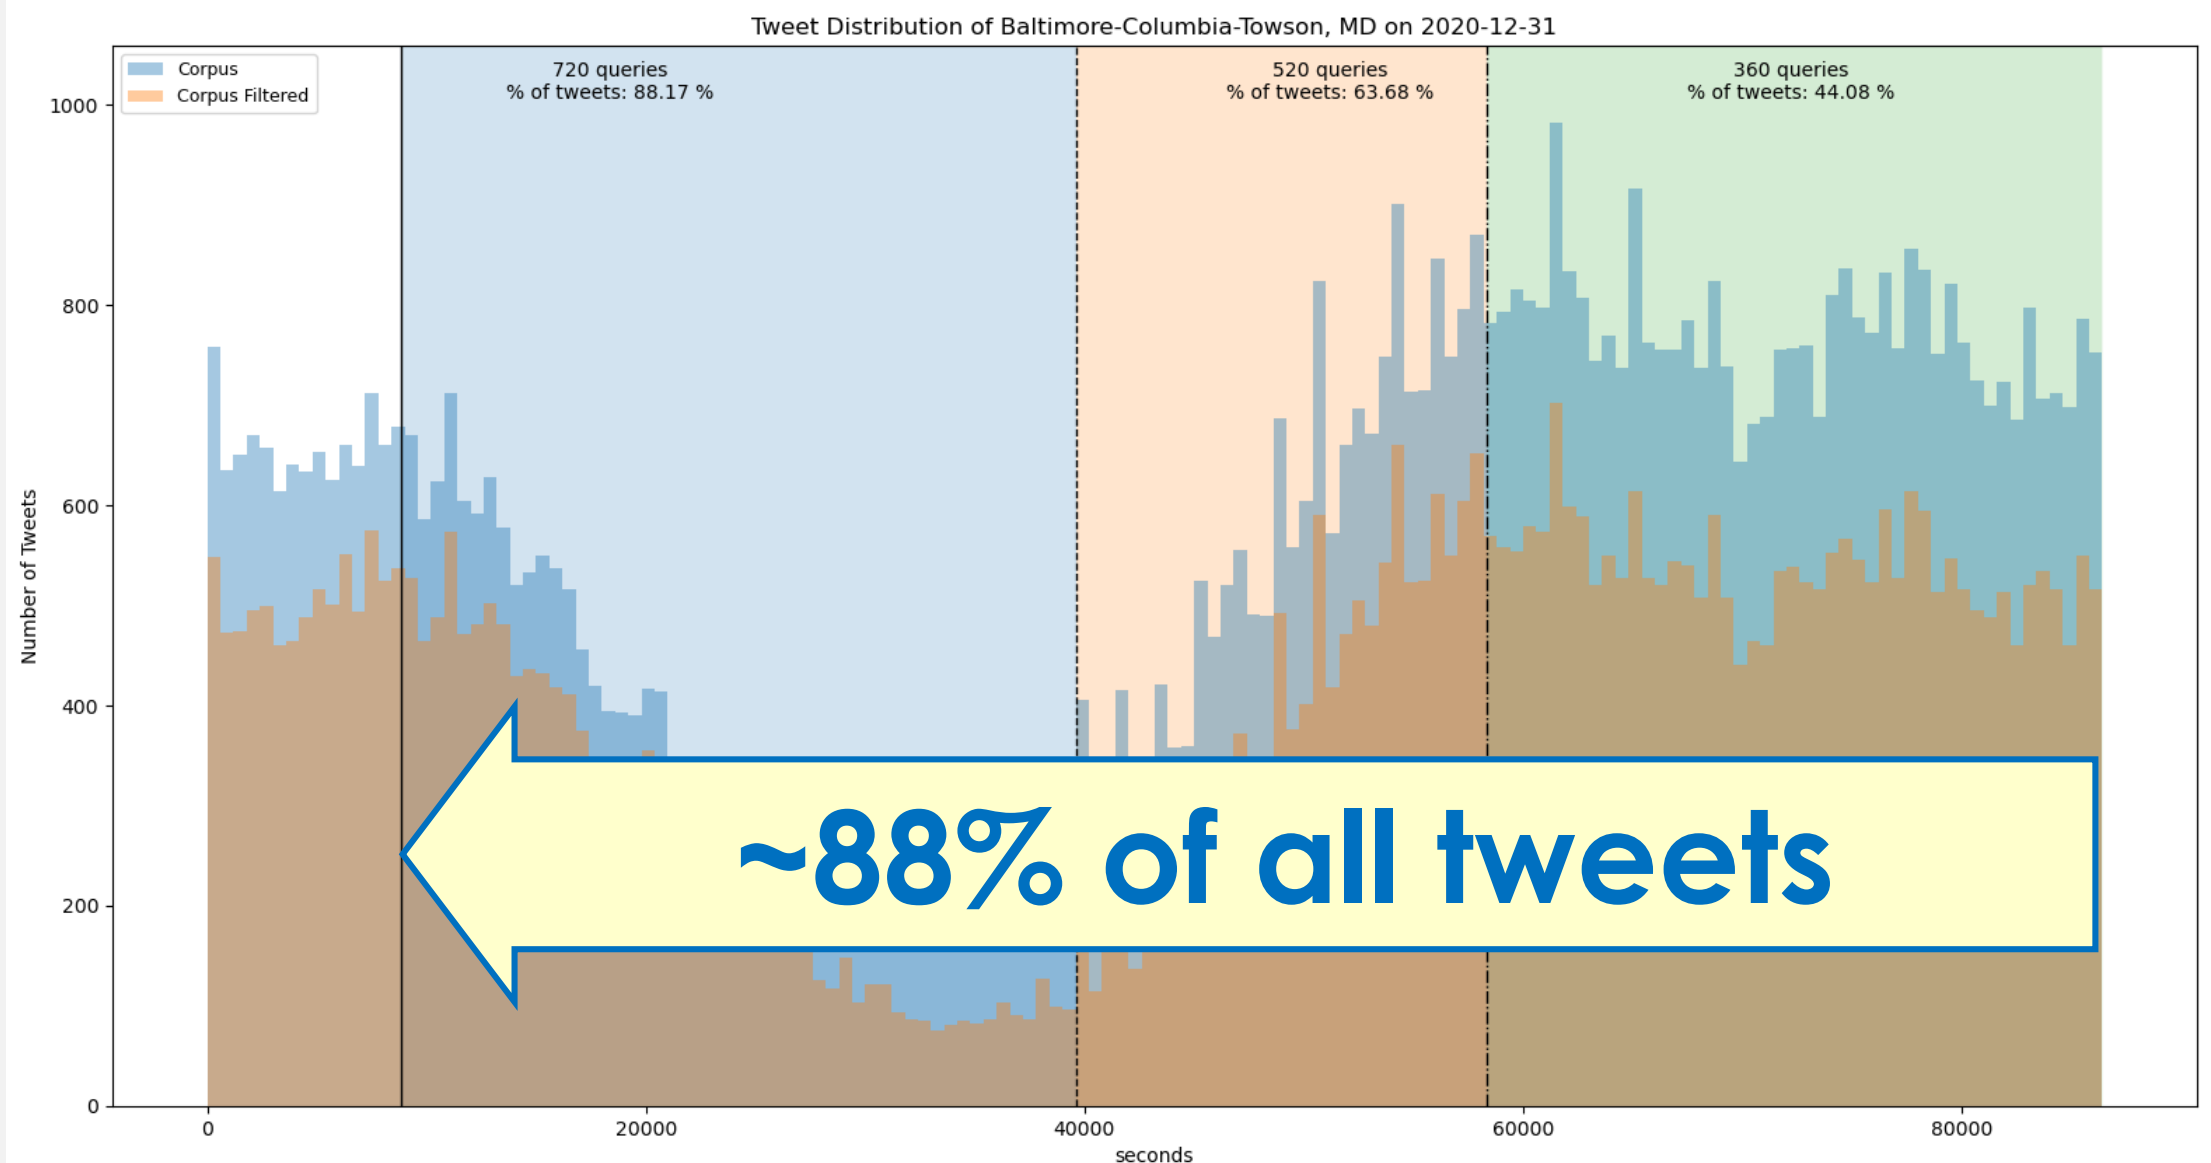 Tweet Distribution of Baltimore-Columbia-Towson, MD on 2020-12-31
Corpus
Corpus Filtered
720 queries
% of tweets: 88.17 %
520 queries
% of tweets: 63.68 %
360 queries
% of tweets: 44.08 %
1000
800
600
400
200
0
Number of Tweets
~88% of all tweets
0
20000
40000
60000
80000
seconds